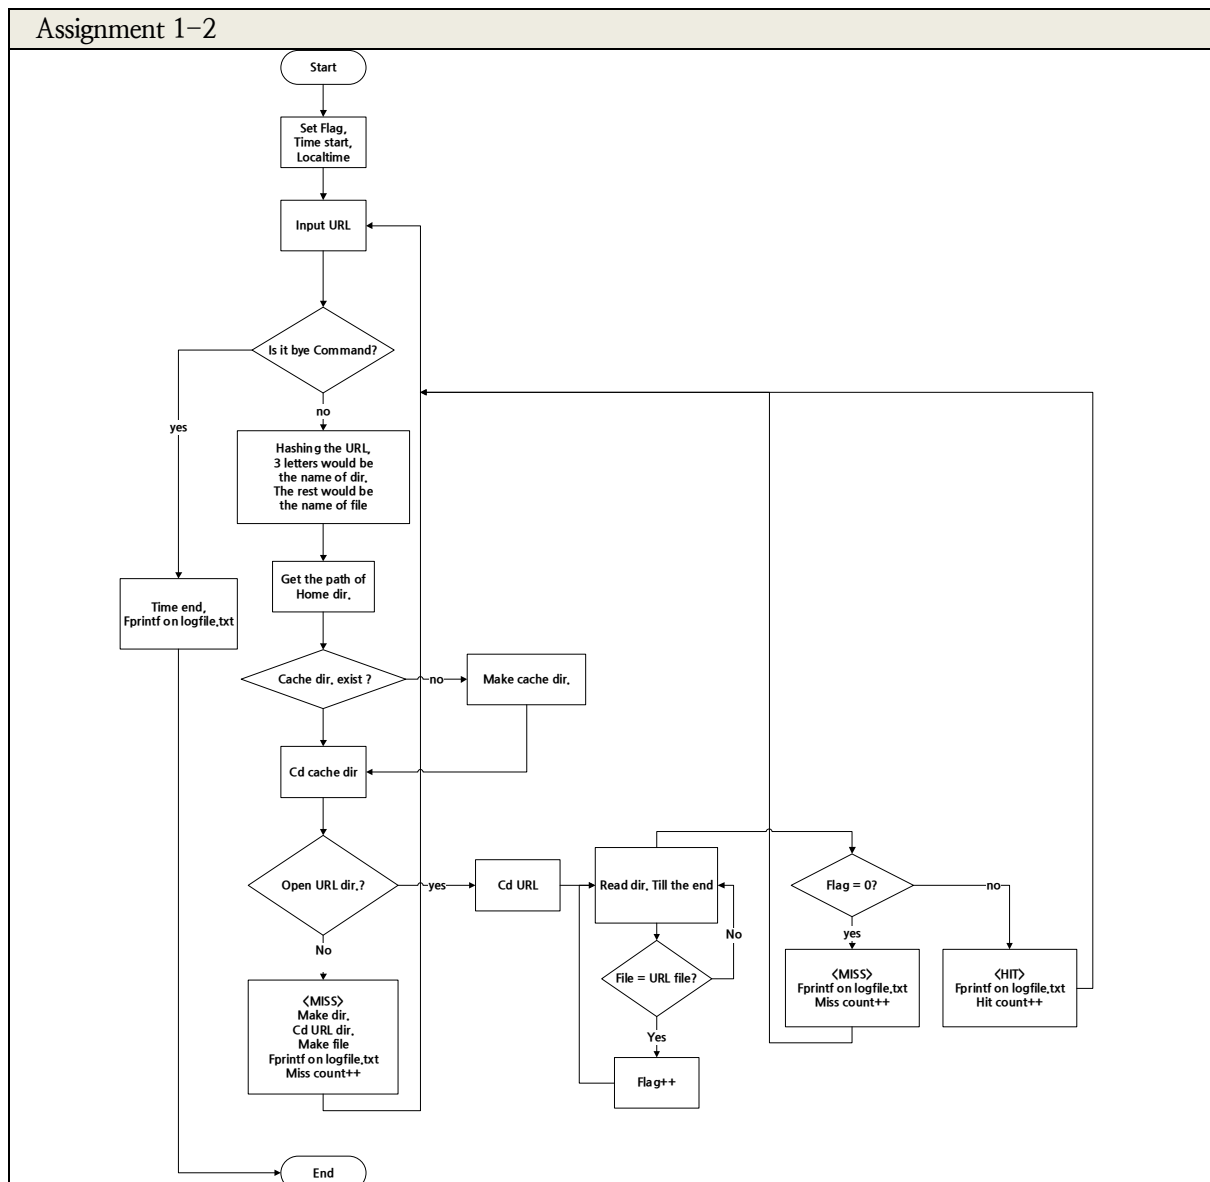 Assignment 1-2
Start
Set Flag,
Time start,
Localtime
Input URL
Is it bye Command?
yes
no
Hashing the URL,
3 letters would be
the name of dir.
The rest would be
the name of file
Time end,
Fprintf on logfile.txt
Get the path of
Home dir.
Cache dir. exist ?
no
Make cache dir.
Cd cache dir
Open URL dir.?
yes
Cd URL
Read dir. Till the end
Flag = 0?
no
No
No
File = URL file?
yes
<MISS>
Make dir.
Cd URL dir.
Make file
Fprintf on logfile.txt
Miss count++
Yes
Flag++
<MISS>
Fprintf on logfile.txt
Miss count++
<HIT>
Fprintf on logfile.txt
Hit count++
End